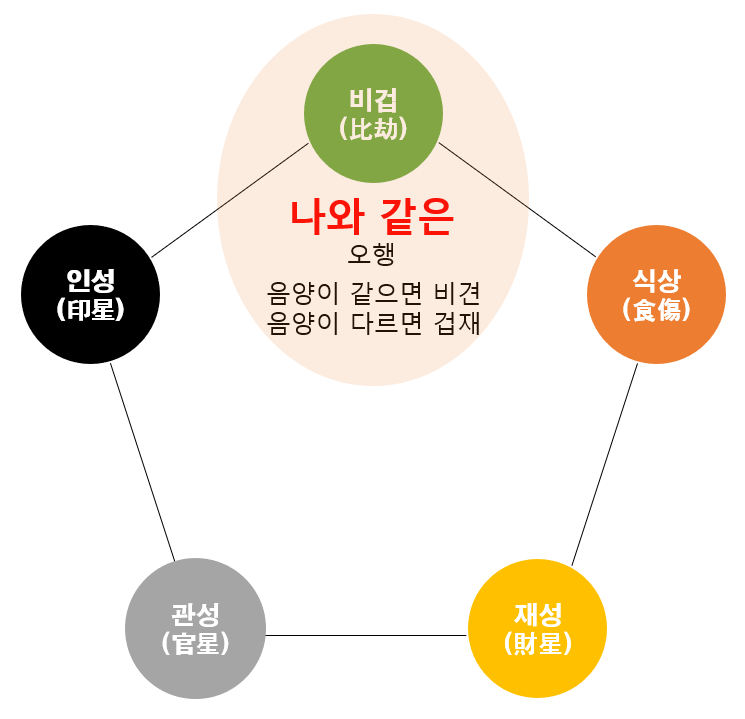 비겁
(比劫)
나와 같은
오행
음양이 같으면 비견
음양이 다르면 겁재
인성
(印星)
식상
(食傷)
관성
(官星)
재성
(財星)